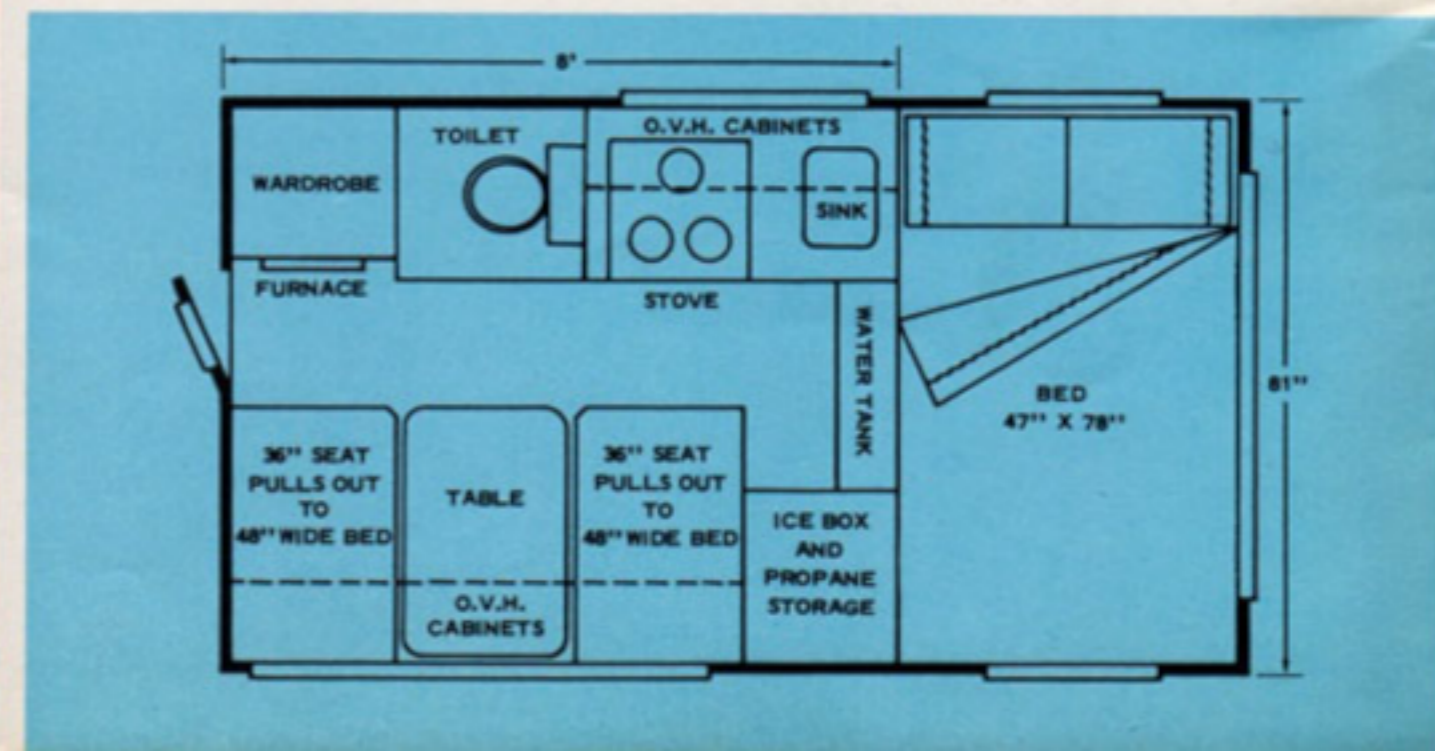 8'
TOILET
O.V.H. CABINETS
WARDROBE
SINK
FURNACE
STOVE
WATER TANK
81"
BED
47" X 78"
36" SEAT
PULLS OUT
TO
48" WIDE BED
TABLE
36" SEAT
PULLS OUT
TO
48" WIDE BED
O.V.H.
CABINETS
ICE BOX
AND
PROPANE
STORAGE